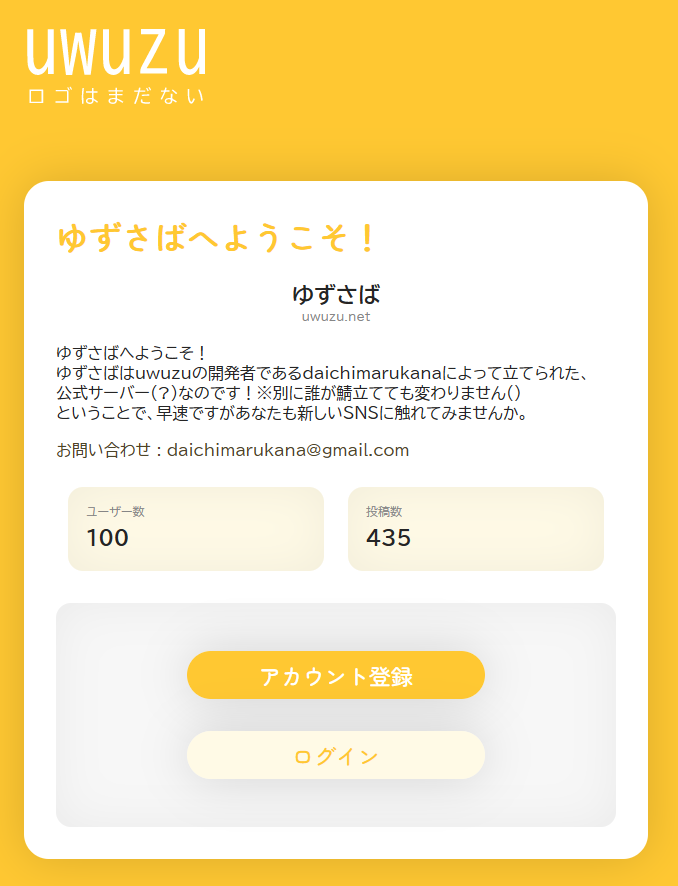 uwuzu
ロゴはまだない
ゆずさばへようこそ！
ゆずさば
uwuzu.net
ゆずさばへようこそ！
ゆずさばはuwuzuの開発者であるdaichimarukanaによって立てられた、
公式サーバー(？)なのです！※別に誰が鯖立てても変わりません()
ということで、早速ですがあなたも新しいSNSに触れてみませんか。
お問い合わせ：daichimarukana@gmail.com
ユーザー数
100
投稿数
435
アカウント登録
ログイン